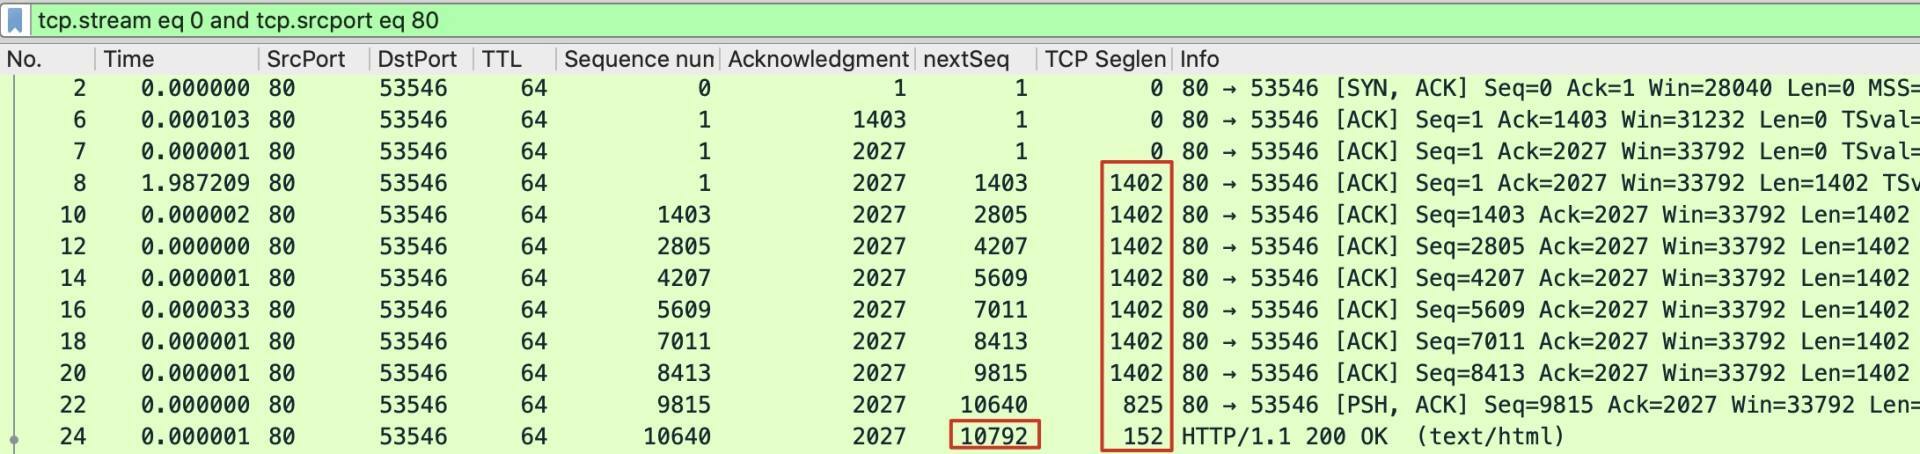 tcp.stream eq 0 and tcp.srcport eq 80
No. Time SrcPort DstPort TTL Sequence num Acknowledgment nextSeq TCP Seglen Info
2 0.000000 80 53546 64 0 1 1 0 80 → 53546 [SYN, ACK] Seq=0 Ack=1 Win=28040 Len=0 MSS=
6 0.000103 80 53546 64 1 1403 1 0 80 → 53546 [ACK] Seq=1 Ack=1403 Win=31232 Len=0 TSval=
7 0.000001 80 53546 64 1 2027 1 0 80 → 53546 [ACK] Seq=1 Ack=2027 Win=33792 Len=0 TSval=
8 1.987209 80 53546 64 1 2027 1403 1402 80 → 53546 [ACK] Seq=1 Ack=2027 Win=33792 Len=1402 TSv
10 0.000002 80 53546 64 1403 2027 2805 1402 80 → 53546 [ACK] Seq=1403 Ack=2027 Win=33792 Len=1402
12 0.000000 80 53546 64 2805 2027 4207 1402 80 → 53546 [ACK] Seq=2805 Ack=2027 Win=33792 Len=1402
14 0.000001 80 53546 64 4207 2027 5609 1402 80 → 53546 [ACK] Seq=4207 Ack=2027 Win=33792 Len=1402
16 0.000033 80 53546 64 5609 2027 7011 1402 80 → 53546 [ACK] Seq=5609 Ack=2027 Win=33792 Len=1402
18 0.000001 80 53546 64 7011 2027 8413 1402 80 → 53546 [ACK] Seq=7011 Ack=2027 Win=33792 Len=1402
20 0.000001 80 53546 64 8413 2027 9815 1402 80 → 53546 [ACK] Seq=8413 Ack=2027 Win=33792 Len=1402
22 0.000000 80 53546 64 9815 2027 10640 825 80 → 53546 [PSH, ACK] Seq=9815 Ack=2027 Win=33792 Len=
24 0.000001 80 53546 64 10640 2027 10792 152 HTTP/1.1 200 OK (text/html)